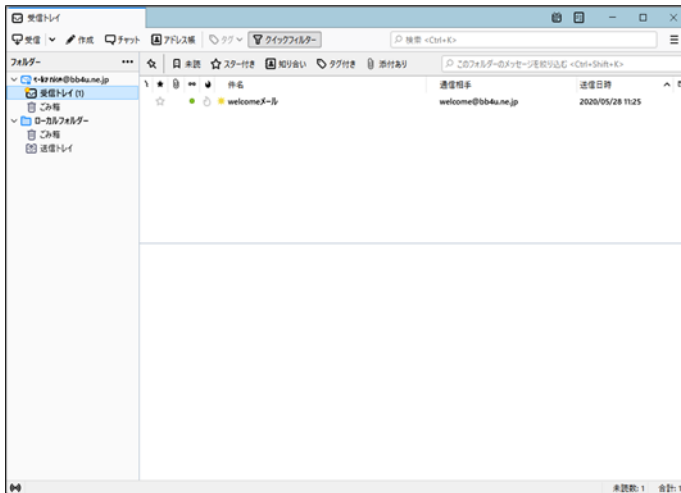 受信トレイ
受信 作成 チャット アドレス帳 タグ クイックフィルター 検索 <Ctrl+K>
フォルダー ••• 未読 スター付き 知り合い タグ付き 添付あり このフォルダーのメッセージを絞り込む <Ctrl+Shift+K>
@bb4u.ne.jp
件名 通信相手 送信日時
受信トレイ (1)
welcomeメール welcome@bb4u.ne.jp 2020/05/28 11:25
ごみ箱
ローカルフォルダー
ごみ箱
送信トレイ
未読数: 1 合計: 1